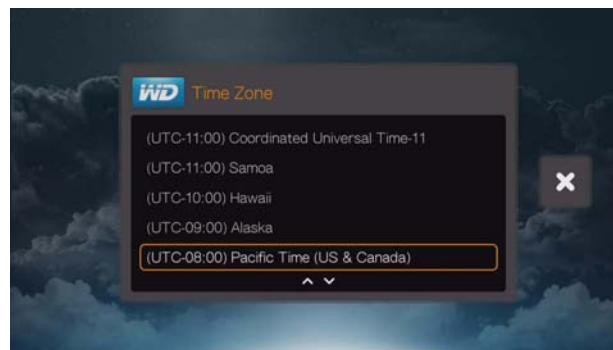 WD Time Zone
(UTC-11:00) Coordinated Universal Time-11
(UTC-11:00) Samoa
(UTC-10:00) Hawaii
(UTC-09:00) Alaska
(UTC-08:00) Pacific Time (US & Canada)